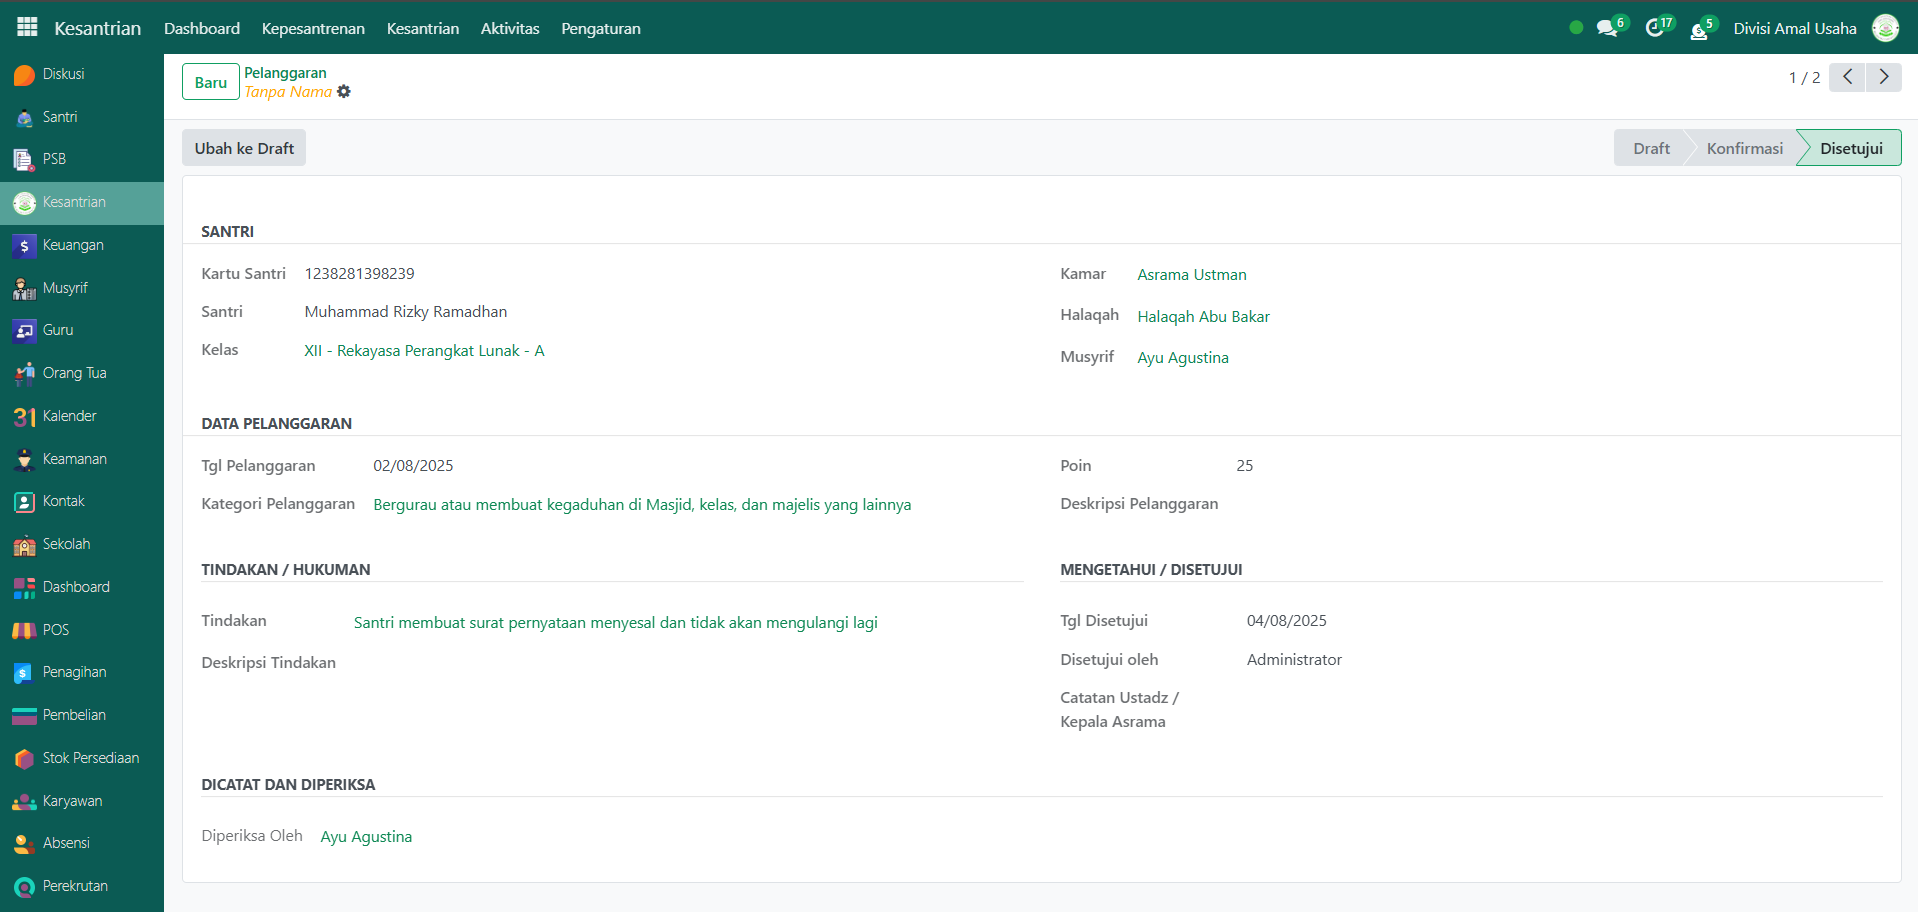 Kesantrian Dashboard Kepesantrenan Kesantrian Aktivitas Pengaturan 6 17 5 Divisi Amal Usaha
Diskusi
Santri
PSB
Kesantrian
Keuangan
Musyrif
Guru
Orang Tua
31 Kalender
Keamanan
Kontak
Sekolah
Dashboard
POS
Penagihan
Pembelian
Stok Persediaan
Karyawan
Absensi
Perekrutan
Baru Pelanggaran
Tanpa Nama
1 / 2
Ubah ke Draft
Draft Konfirmasi Disetujui
SANTRI
Kartu Santri 1238281398239
Santri Muhammad Rizky Ramadhan
Kelas XII - Rekayasa Perangkat Lunak - A
Kamar Asrama Ustman
Halaqah Halaqah Abu Bakar
Musyrif Ayu Agustina
DATA PELANGGARAN
Tgl Pelanggaran 02/08/2025
Kategori Pelanggaran Bergurau atau membuat kegaduhan di Masjid, kelas, dan majelis yang lainnya
Poin 25
Deskripsi Pelanggaran
TINDAKAN / HUKUMAN
Tindakan Santri membuat surat pernyataan menyesal dan tidak akan mengulangi lagi
Deskripsi Tindakan
MENGETAHUI / DISETUJUI
Tgl Disetujui 04/08/2025
Disetujui oleh Administrator
Catatan Ustadz /
Kepala Asrama
DICATAT DAN DIPERIKSA
Diperiksa Oleh Ayu Agustina